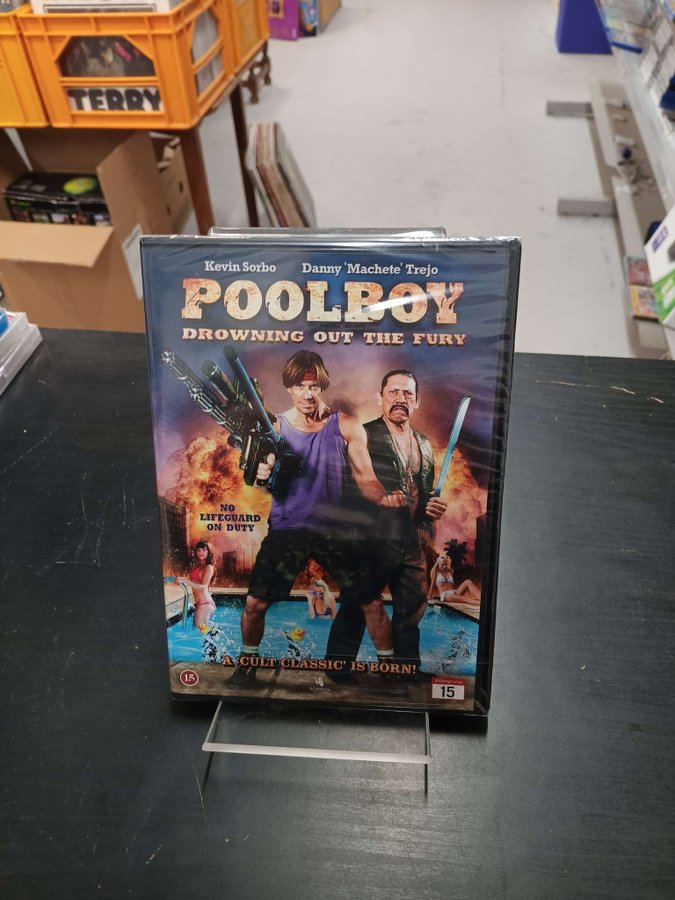 TERRY
Kevin Sorbo Danny 'Machete' Trejo
POOLBOY
DROWNING OUT THE FURY
NO
LIFEGUARD
ON DUTY
A 'CULT CLASSIC' IS BORN!
15
15